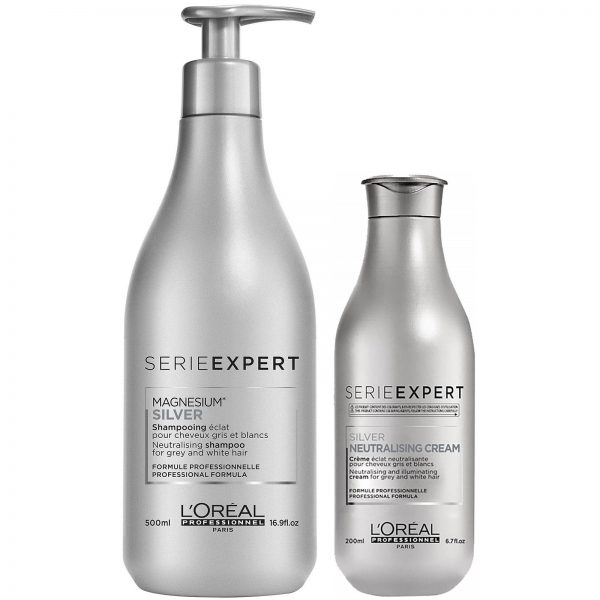 SERIEEXPERT
MAGNESIUM*
SILVER
Shampooing éclat
pour cheveux gris et blancs
Neutralising shampoo
for grey and white hair
FORMULE PROFESSIONNELLE
PROFESSIONAL FORMULA
500ml
L'ORÉAL
PROFESSIONNEL
PARIS
16.9fl.oz
SERIEEXPERT
SILVER
NEUTRALISING CREAM
Crème éclat neutralisante
pour cheveux gris et blancs
Neutralising and illuminating
cream for grey and white hair
FORMULE PROFESSIONNELLE
PROFESSIONAL FORMULA
200ml
L'ORÉAL
PROFESSIONNEL
PARIS
6.7fl.oz